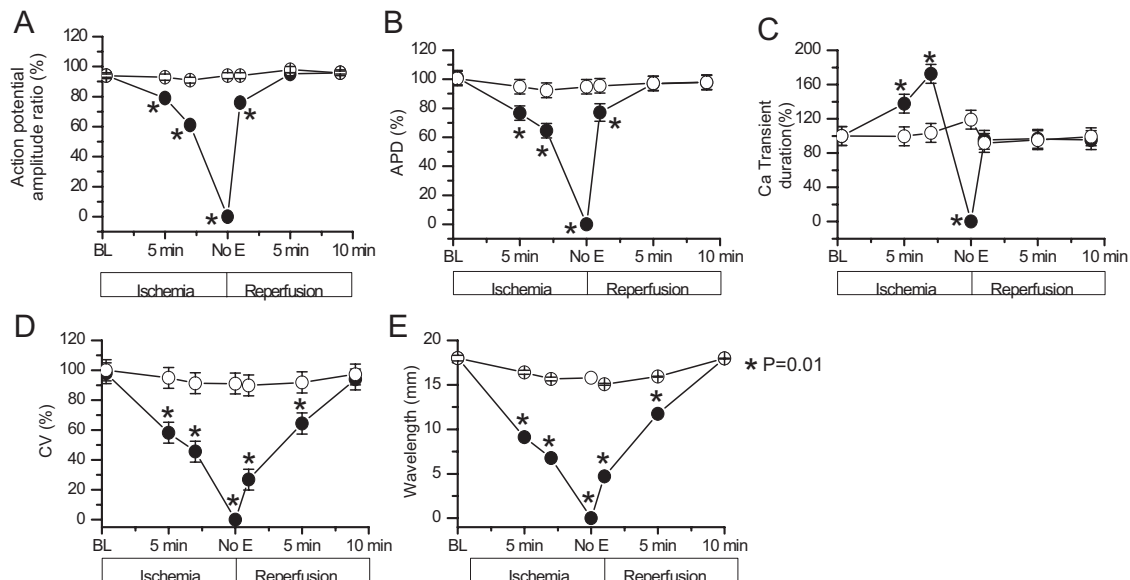 A
Action potential
amplitude ratio (%)
120
100
80
60
40
20
0
*
*
*
*
BL
5 min
No E
5 min
10 min
Ischemia
Reperfusion
B
APD (%)
120
100
80
60
40
20
0
*
*
*
*
BL
5 min
No E
5 min
10 min
Ischemia
Reperfusion
C
Ca Transient
duration(%)
200
160
120
80
40
0
*
*
*
BL
5 min
No E
5 min
10 min
Ischemia
Reperfusion
D
CV (%)
120
100
80
60
40
20
0
*
*
*
*
*
BL
5 min
No E
5 min
10 min
Ischemia
Reperfusion
E
Wavelength (mm)
20
15
10
5
0
*
*
*
*
*
BL
5 min
No E
5 min
10 min
Ischemia
Reperfusion
* P=0.01